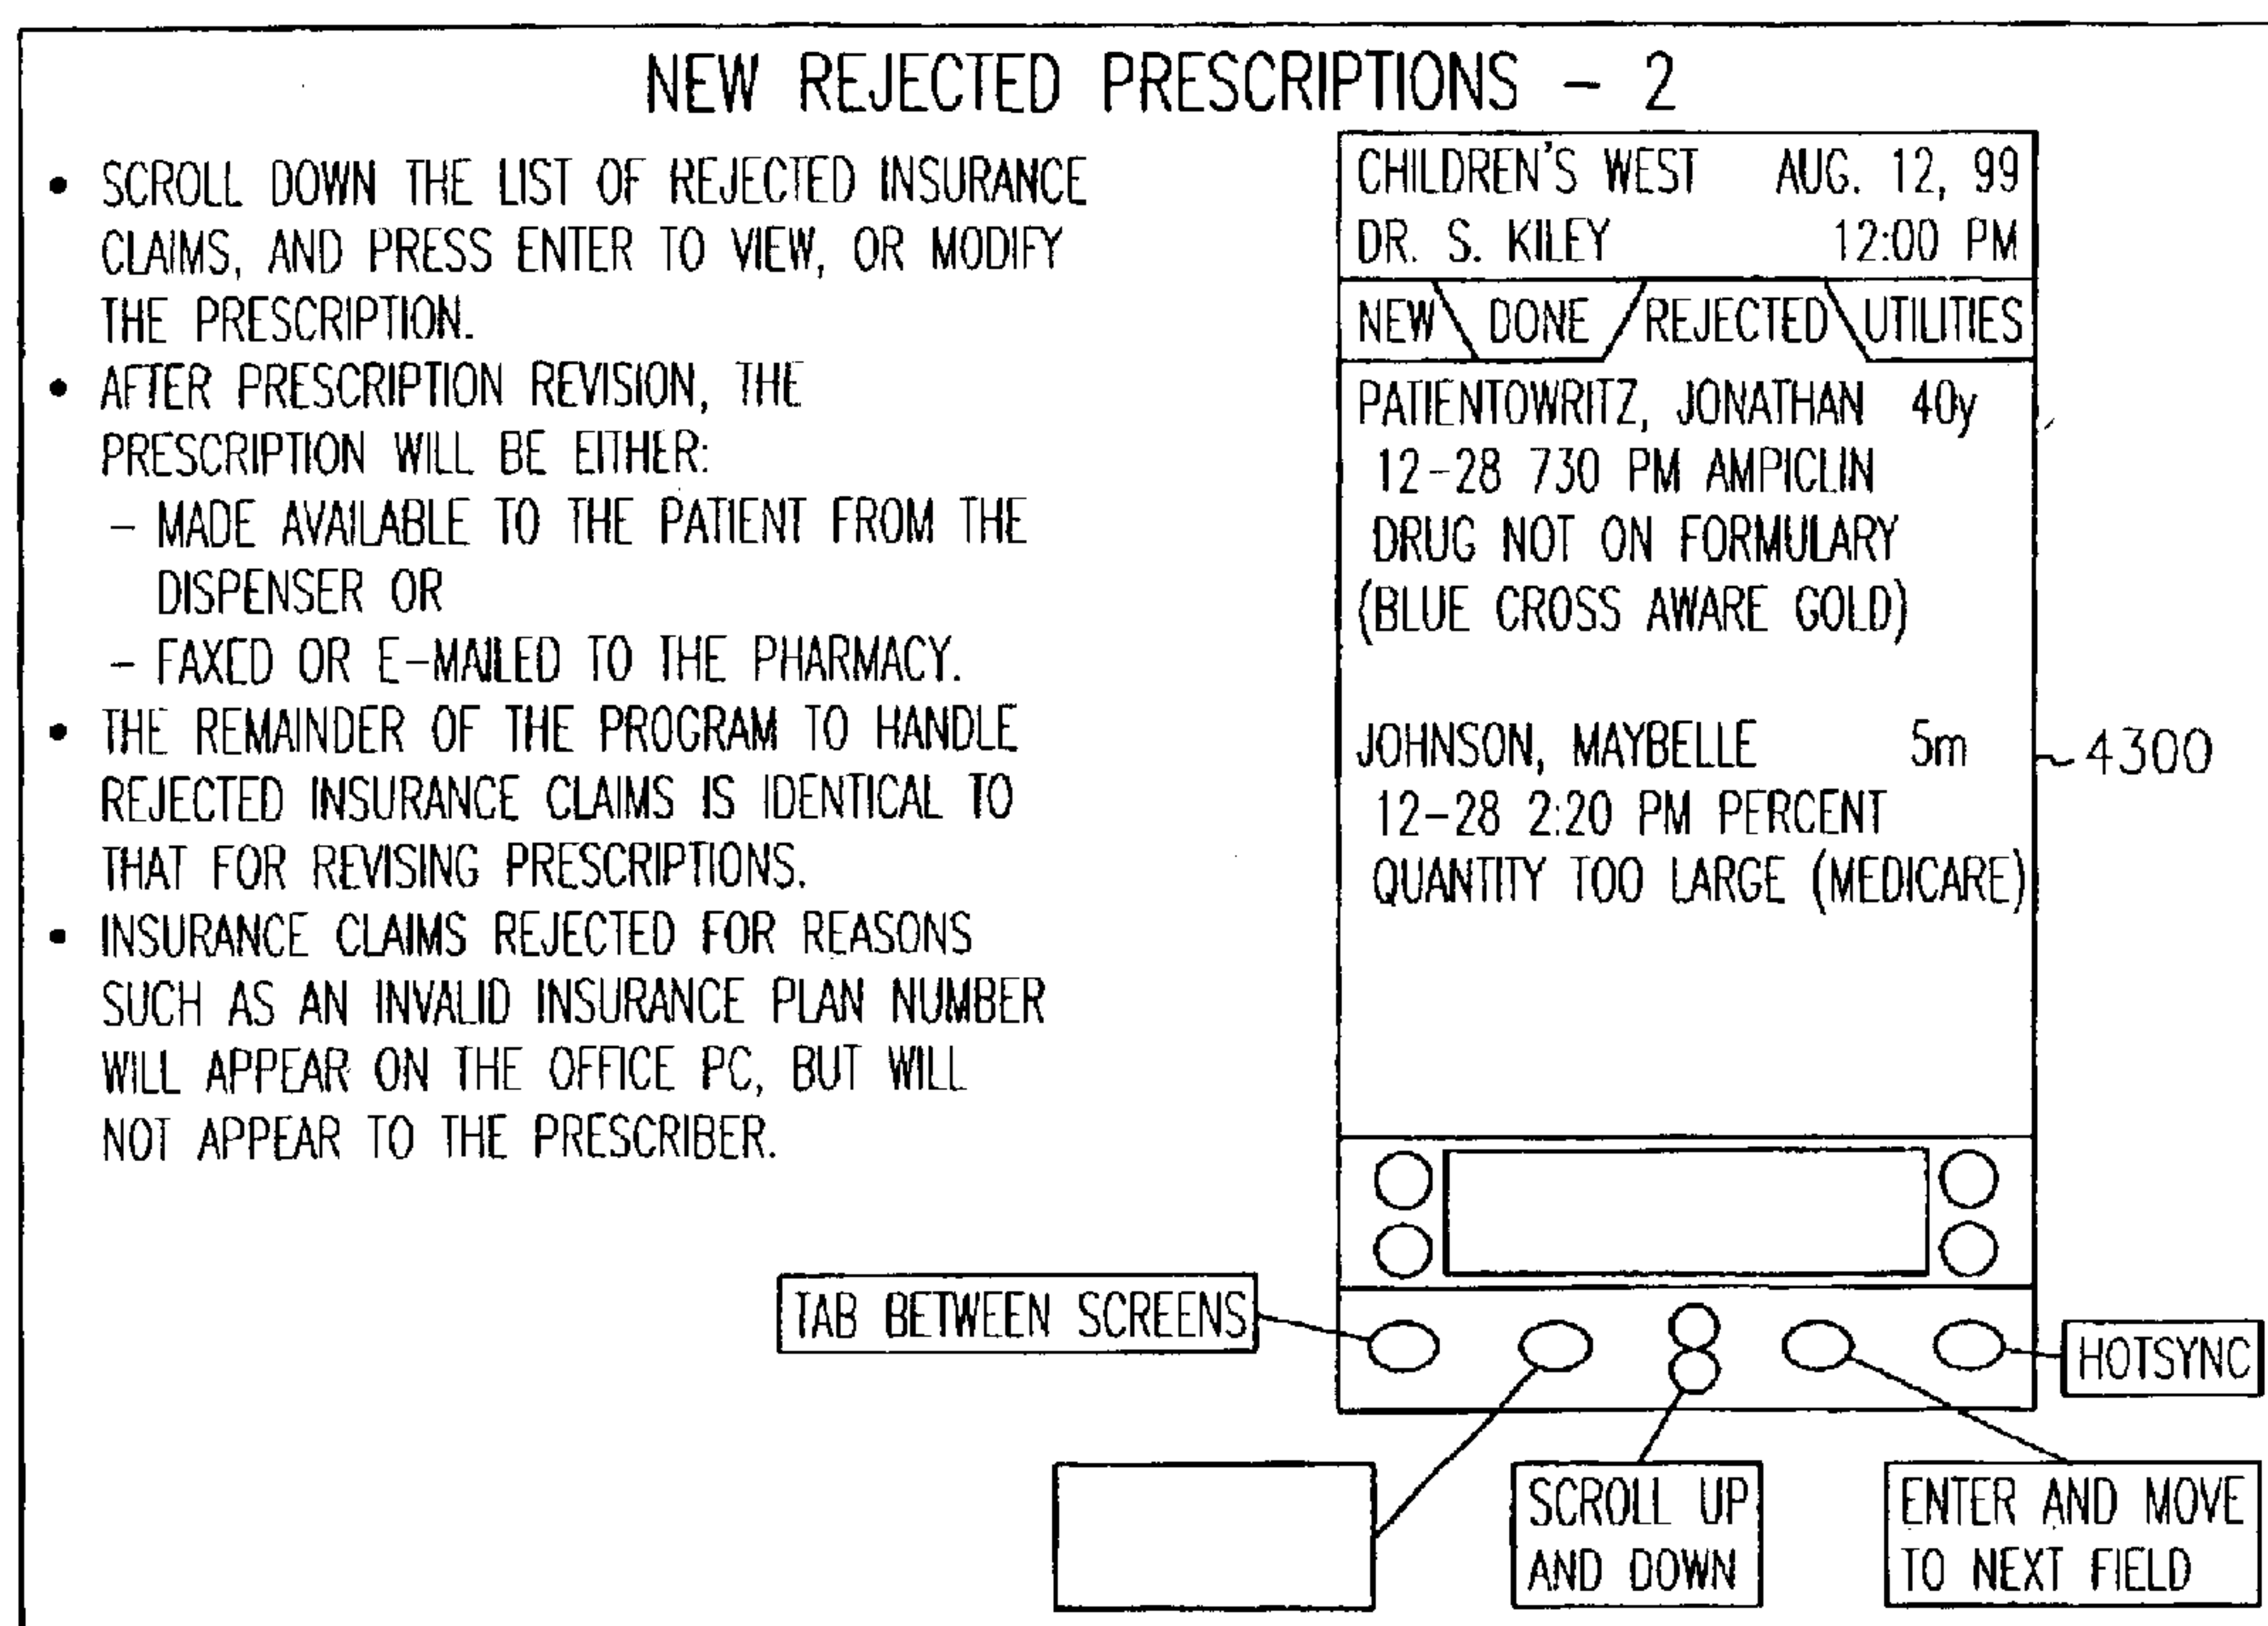 NEW REJECTED PRESCRIPTIONS – 2
• SCROLL DOWN THE LIST OF REJECTED INSURANCE
CLAIMS, AND PRESS ENTER TO VIEW, OR MODIFY
THE PRESCRIPTION.
• AFTER PRESCRIPTION REVISION, THE
PRESCRIPTION WILL BE EITHER:
– MADE AVAILABLE TO THE PATIENT FROM THE
DISPENSER OR
– FAXED OR E-MAILED TO THE PHARMACY.
• THE REMAINDER OF THE PROGRAM TO HANDLE
REJECTED INSURANCE CLAIMS IS IDENTICAL TO
THAT FOR REVISING PRESCRIPTIONS.
• INSURANCE CLAIMS REJECTED FOR REASONS
SUCH AS AN INVALID INSURANCE PLAN NUMBER
WILL APPEAR ON THE OFFICE PC, BUT WILL
NOT APPEAR TO THE PRESCRIBER.
CHILDREN'S WEST AUG. 12, 99
DR. S. KILEY 12:00 PM
NEW DONE REJECTED UTILITIES
PATIENTOWRITZ, JONATHAN 40y
12-28 730 PM AMPICLIN
DRUG NOT ON FORMULARY
(BLUE CROSS AWARE GOLD)
JOHNSON, MAYBELLE 5m
4300
12-28 2:20 PM PERCENT
QUANTITY TOO LARGE (MEDICARE)
TAB BETWEEN SCREENS
HOTSYNC
SCROLL UP
AND DOWN
ENTER AND MOVE
TO NEXT FIELD